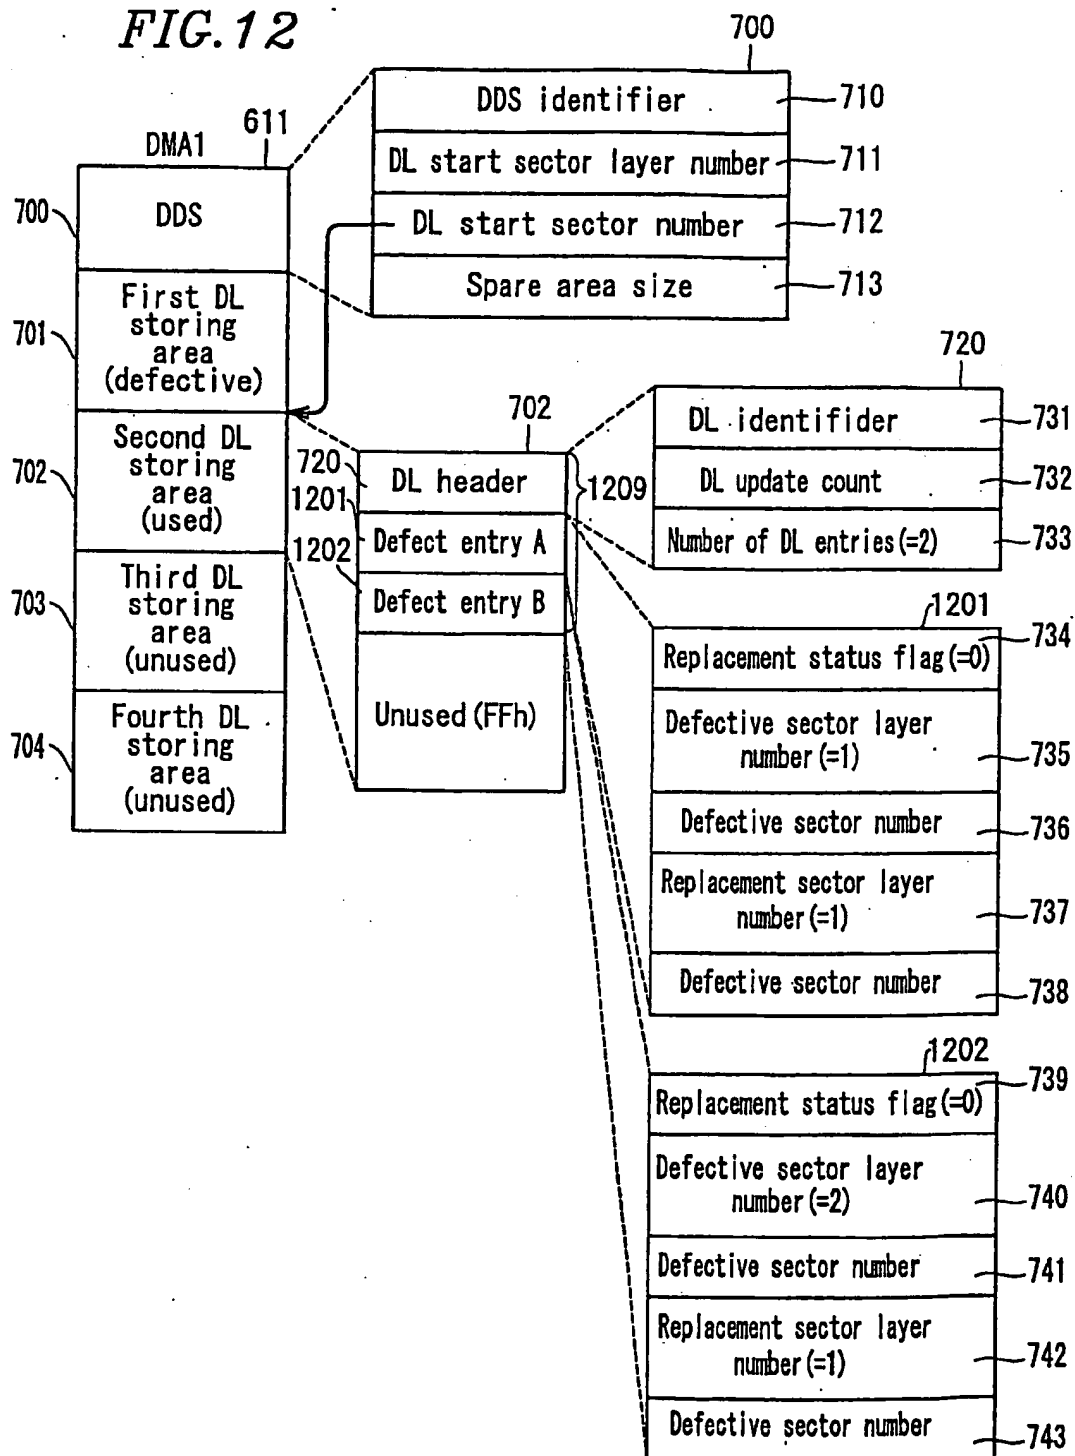 FIG.12
700
DDS identifier
710
DL start sector layer number
711
DL start sector number
712
Spare area size
713
DMA1
611
700
DDS
701
First DL
storing
area
(defective)
702
Second DL
storing
area
(used)
703
Third DL
storing
area
(unused)
704
Fourth DL
storing
area
(unused)
702
720
DL header
1209
1201
Defect entry A
1202
Defect entry B
Unused(FFh)
720
DL identifider
731
DL update count
732
Number of DL entries(=2)
733
1201
Replacement status flag(=0)
734
Defective sector layer
number(=1)
735
Defective sector number
736
Replacement sector layer
number(=1)
737
Defective sector number
738
1202
Replacement status flag(=0)
739
Defective sector layer
number(=2)
740
Defective sector number
741
Replacement sector layer
number(=1)
742
Defective sector number
743